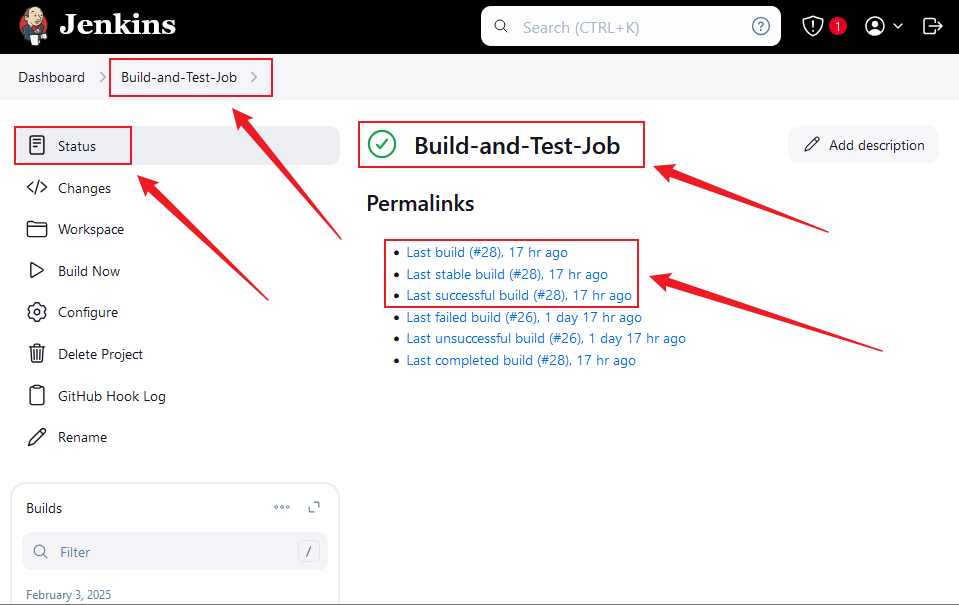 Jenkins
Search (CTRL+K)
?
1
Dashboard
Build-and-Test-Job
Status
Changes
Workspace
Build Now
Configure
Delete Project
GitHub Hook Log
Rename
Build-and-Test-Job
Add description
Permalinks
Last build (#28), 17 hr ago
Last stable build (#28), 17 hr ago
Last successful build (#28), 17 hr ago
Last failed build (#26), 1 day 17 hr ago
Last unsuccessful build (#26), 1 day 17 hr ago
Last completed build (#28), 17 hr ago
Builds
Filter
/
February 3, 2025